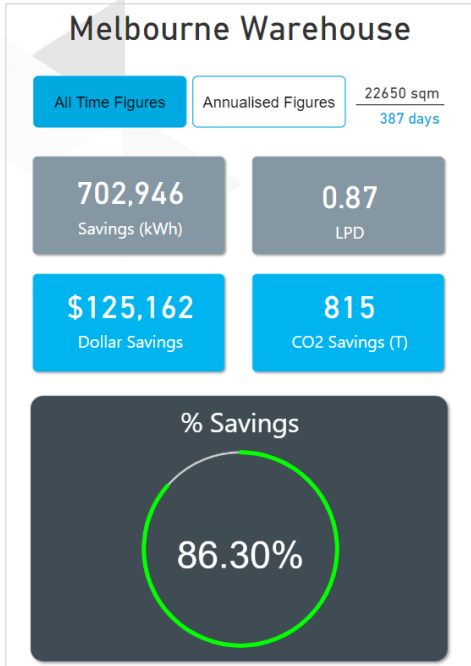 Melbourne Warehouse
All Time Figures
Annualised Figures
22650 sqm
387 days
702,946
Savings (kWh)
0.87
LPD
$125,162
Dollar Savings
815
CO2 Savings (T)
% Savings
86.30%